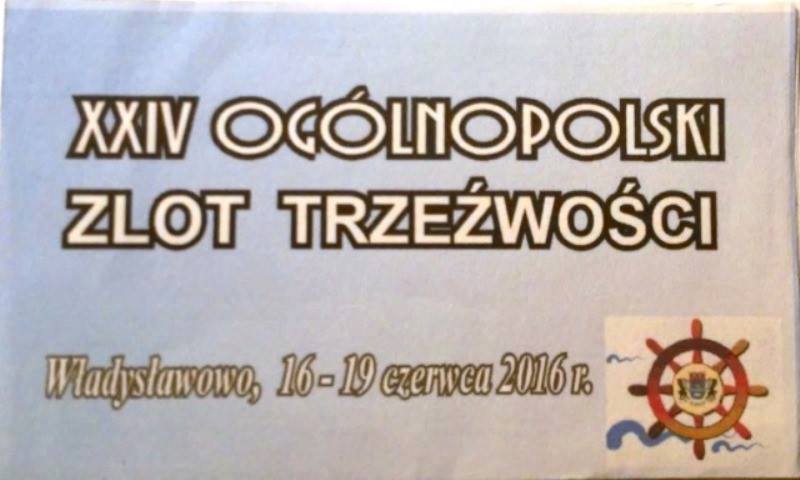 XXIV OGÓLNOPOLSKI
ZLOT TRZEŹWOŚCI
Władysławowo, 16 - 19 czerwca 2016 r.